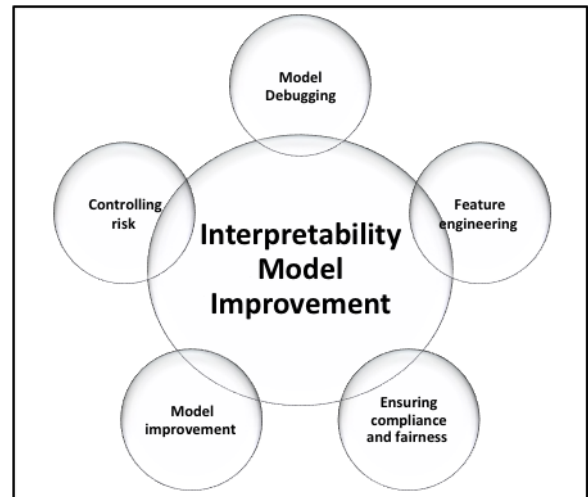 Model
Debugging
Controlling
risk
Feature
engineering
Interpretability
Model
Improvement
Model
improvement
Ensuring
compliance
and fairness